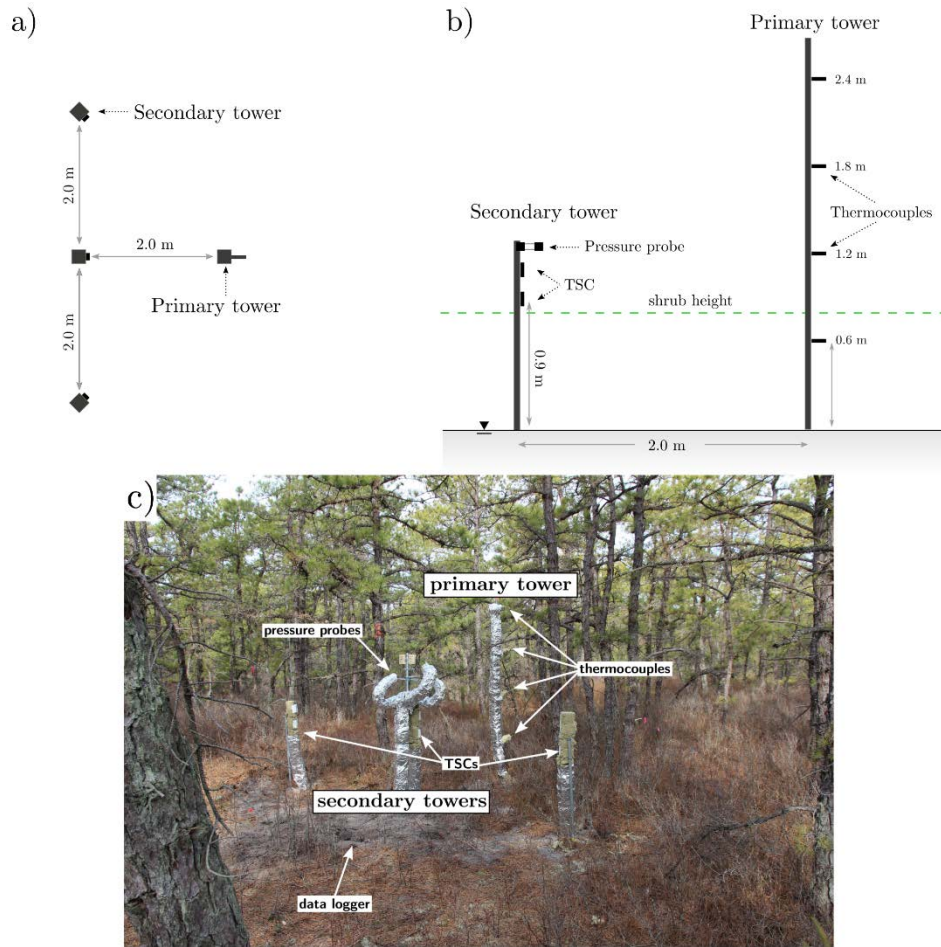 a)
Secondary tower
2.0 m
2.0 m
2.0 m
Primary tower
b)
Primary tower
2.4 m
1.8 m
Thermocouples
1.2 m
0.6 m
Secondary tower
Pressure probe
TSC
shrub height
0.9 m
2.0 m
c)
primary tower
pressure probes
thermocouples
TSCs
secondary towers
data logger